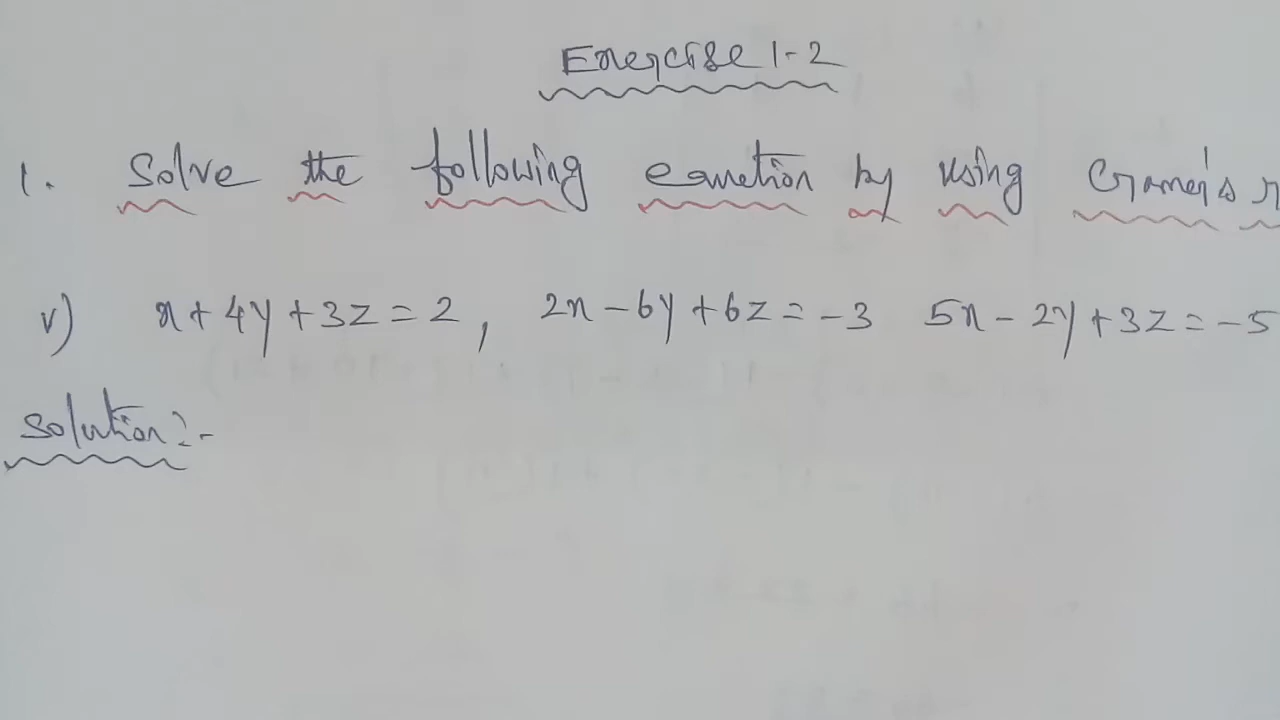 Exercise 1-2
1. Solve the following equation by using Cramer's r
v) x + 4y + 3z = 2, 2x - 6y + 6z = -3 5x - 2y + 3z = -5
Solution:-